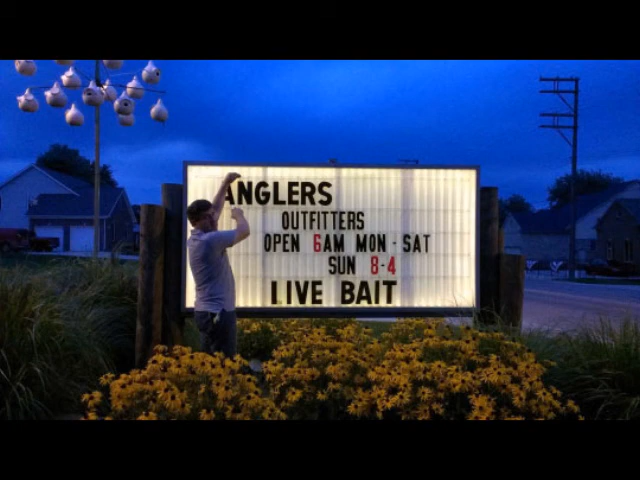 ANGLERS
OUTFITTERS
OPEN 6AM MON - SAT
SUN 8-4
LIVE BAIT